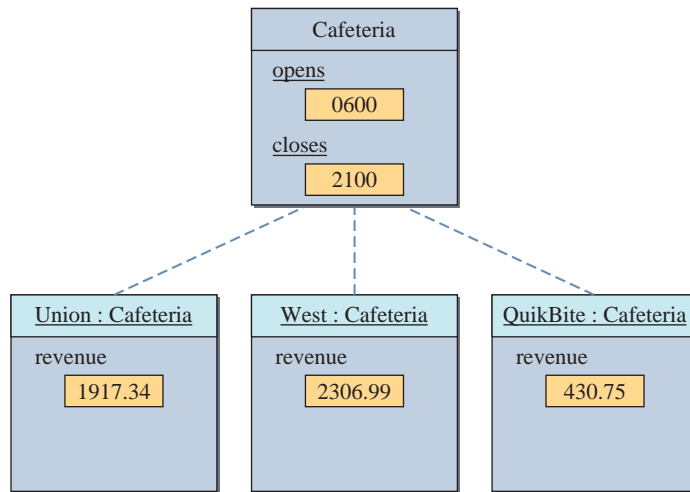 Cafeteria
opens
0600
closes
2100
Union : Cafeteria
revenue
1917.34
West : Cafeteria
revenue
2306.99
QuikBite : Cafeteria
revenue
430.75